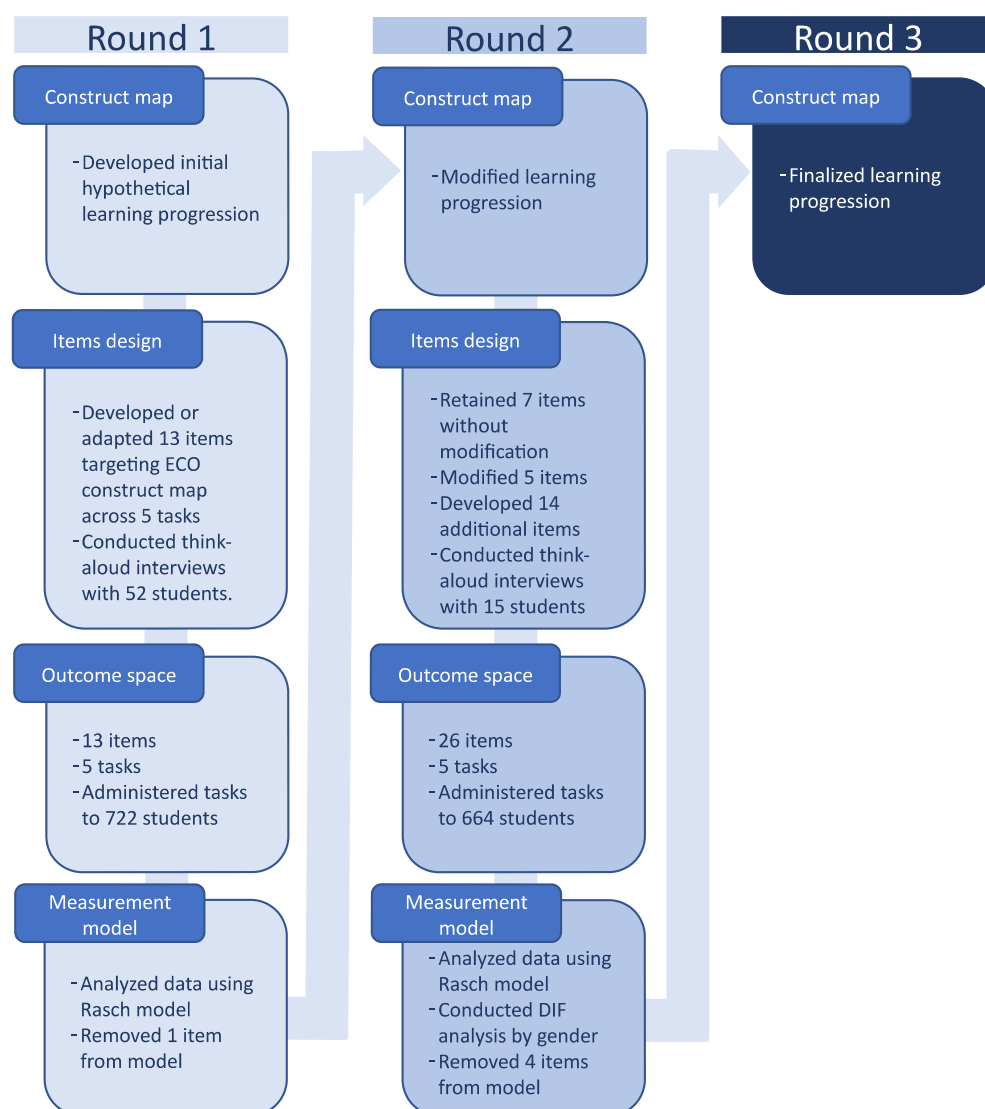 Round 1
Construct map
-Developed initial
hypothetical
learning progression
Items design
-Developed or
adapted 13 items
targeting ECO
construct map
across 5 tasks
-Conducted think-
aloud interviews
with 52 students.
Outcome space
-13 items
-5 tasks
-Administered tasks
to 722 students
Measurement
model
-Analyzed data using
Rasch model
-Removed 1 item
from model
Round 2
Construct map
-Modified learning
progression
Items design
-Retained 7 items
without
modification
-Modified 5 items
-Developed 14
additional items
-Conducted think-
aloud interviews
with 15 students
Outcome space
-26 items
-5 tasks
-Administered tasks
to 664 students
Measurement
model
-Analyzed data using
Rasch model
-Conducted DIF
analysis by gender
-Removed 4 items
from model
Round 3
Construct map
-Finalized learning
progression